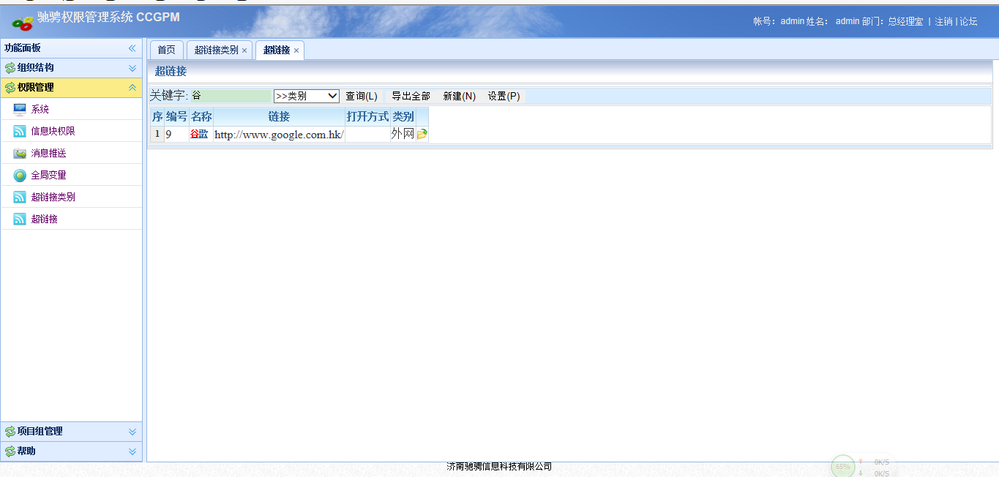 驰骋权限管理系统 CCGPM
帐号: admin 姓名: admin 部门: 总经理室 | 注销 | 论坛
功能面板
组织结构
权限管理
系统
信息块权限
消息推送
全局变量
超链接类别
超链接
项目组管理
帮助
首页 超链接类别 × 超链接 ×
超链接
关键字: 谷 >>类别 查询(L) 导出全部 新建(N) 设置(P)
序 编号 名称 链接 打开方式 类别
1 9 谷歌 http://www.google.com.hk/ 外网
济南驰骋信息科技有限公司
65% 0K/S
0K/S